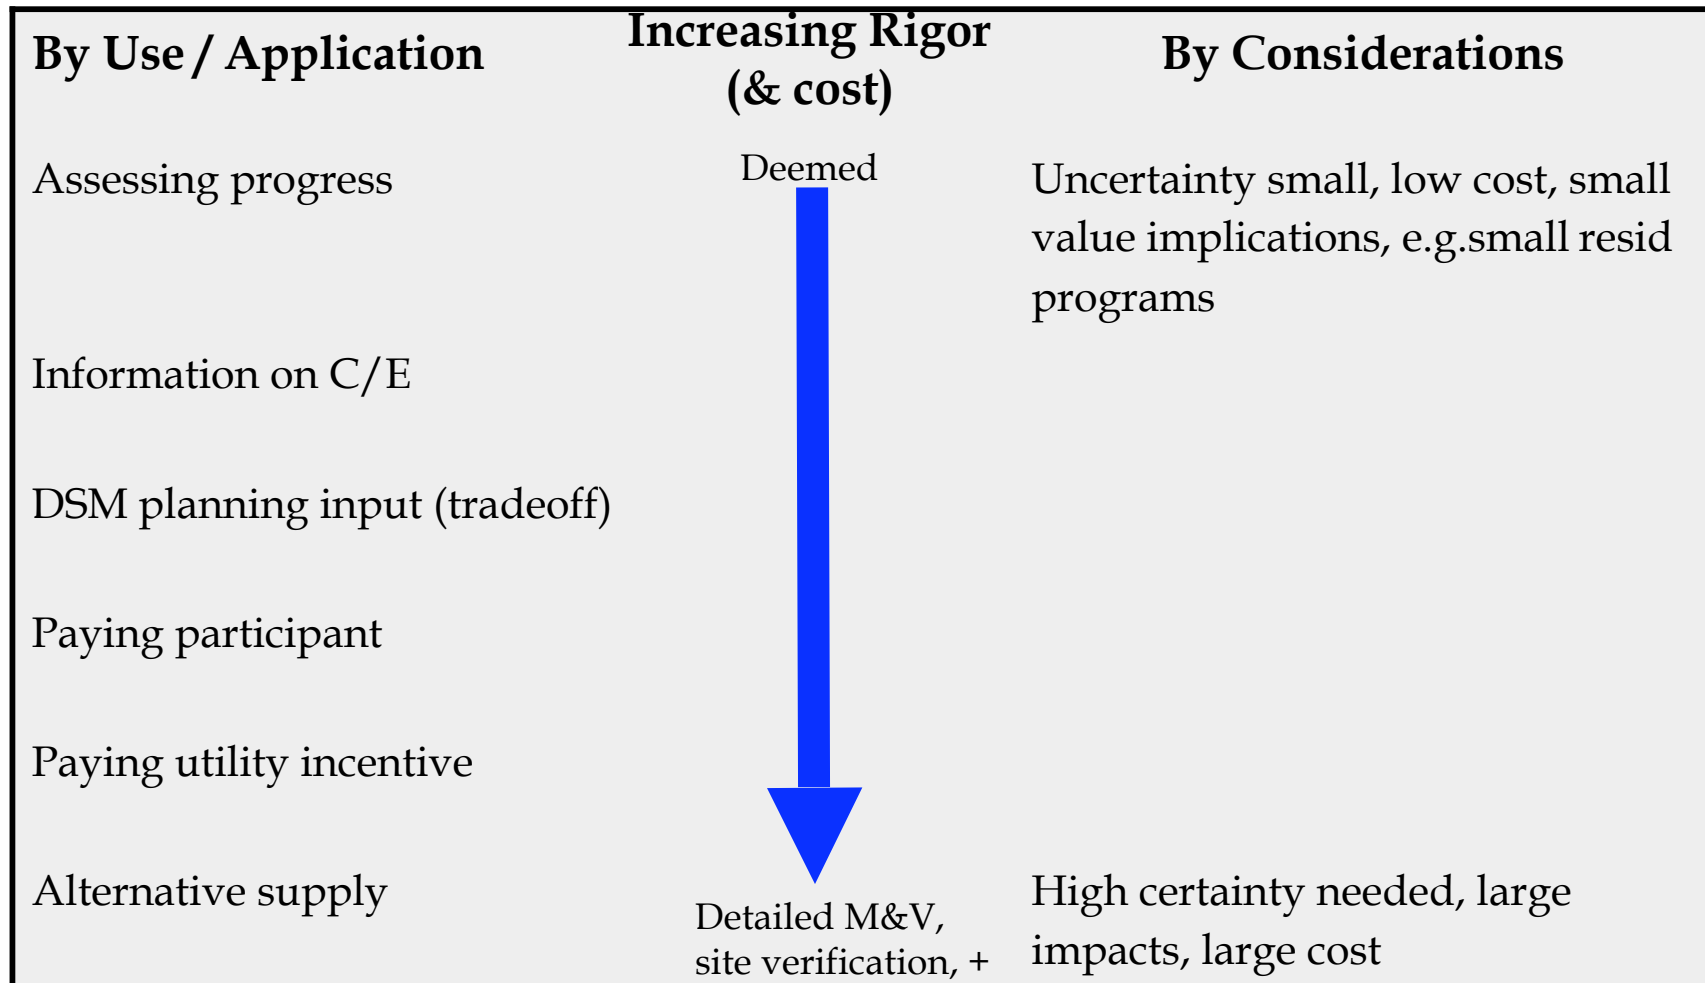 By Use / Application
Increasing Rigor
(& cost)
By Considerations
Assessing progress
Deemed
Uncertainty small, low cost, small
value implications, e.g.small resid
programs
Information on C/E
DSM planning input (tradeoff)
Paying participant
Paying utility incentive
Alternative supply
Detailed M&V,
site verification, +
High certainty needed, large
impacts, large cost